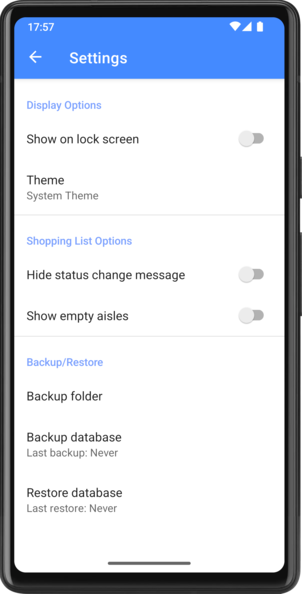 17:57
Settings
Display Options
Show on lock screen
Theme
System Theme
Shopping List Options
Hide status change message
Show empty aisles
Backup/Restore
Backup folder
Backup database
Last backup: Never
Restore database
Last restore: Never